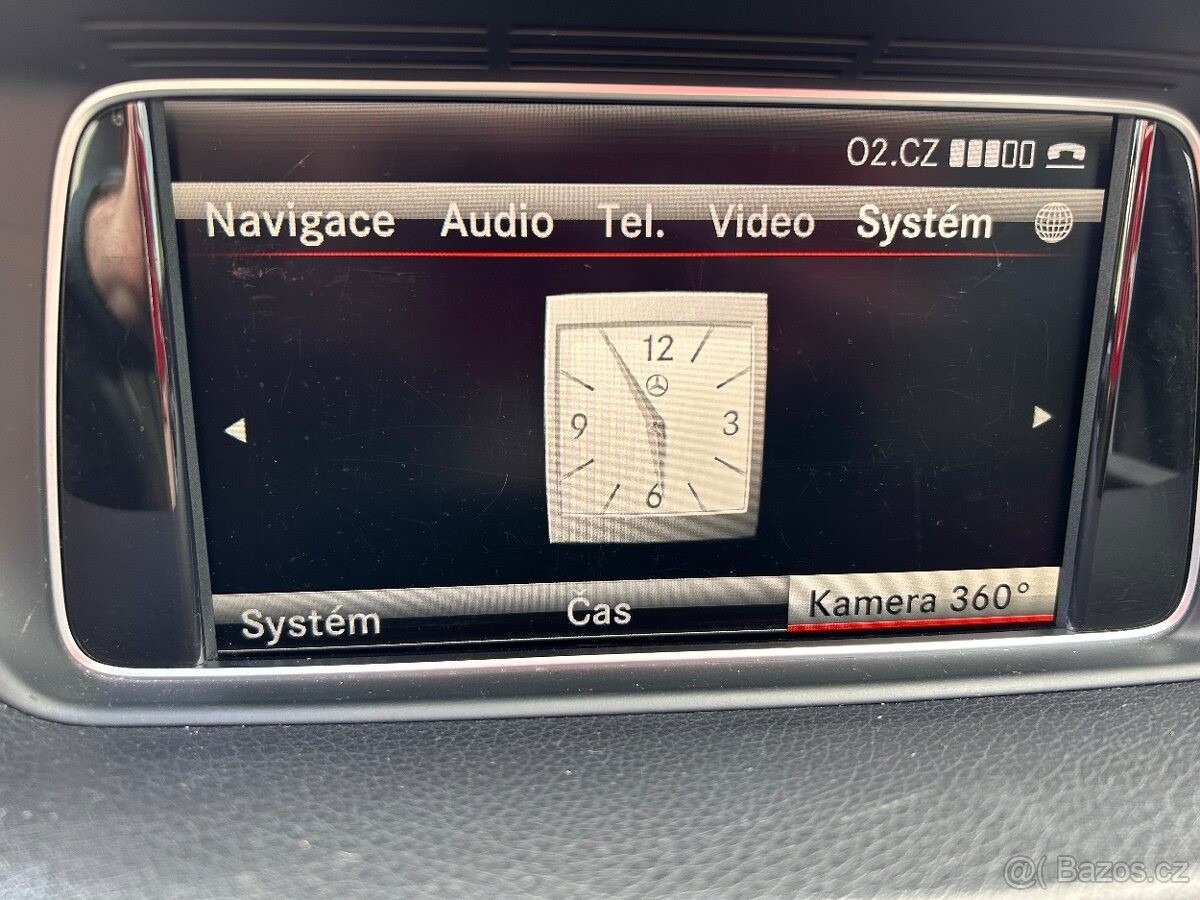 O2.CZ
Navigace Audio Tel. Video Systém
12
9 3
6
Systém Čas Kamera 360°
@( Bazos.cz